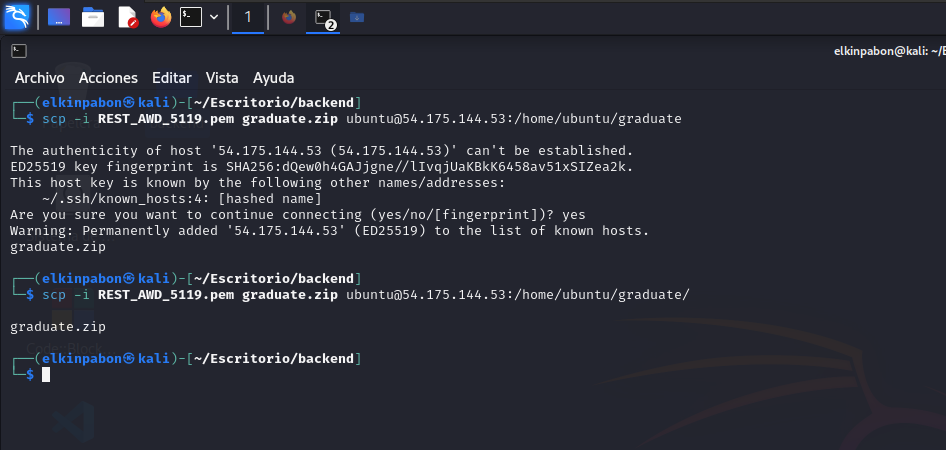 1
2
elkinpabon@kali: ~/E
Archivo Acciones Editar Vista Ayuda
┌──(elkinpabon㉿kali)-[~/Escritorio/backend]
└─$ scp -i REST_AWD_5119.pem graduate.zip ubuntu@54.175.144.53:/home/ubuntu/graduate
The authenticity of host '54.175.144.53 (54.175.144.53)' can't be established.
ED25519 key fingerprint is SHA256:dQew0h4GAJjgne//lIvqjUaKBkK6458av51xSIZea2k.
This host key is known by the following other names/addresses:
~/.ssh/known_hosts:4: [hashed name]
Are you sure you want to continue connecting (yes/no/[fingerprint])? yes
Warning: Permanently added '54.175.144.53' (ED25519) to the list of known hosts.
graduate.zip
┌──(elkinpabon㉿kali)-[~/Escritorio/backend]
└─$ scp -i REST_AWD_5119.pem graduate.zip ubuntu@54.175.144.53:/home/ubuntu/graduate/
graduate.zip
┌──(elkinpabon㉿kali)-[~/Escritorio/backend]
└─$